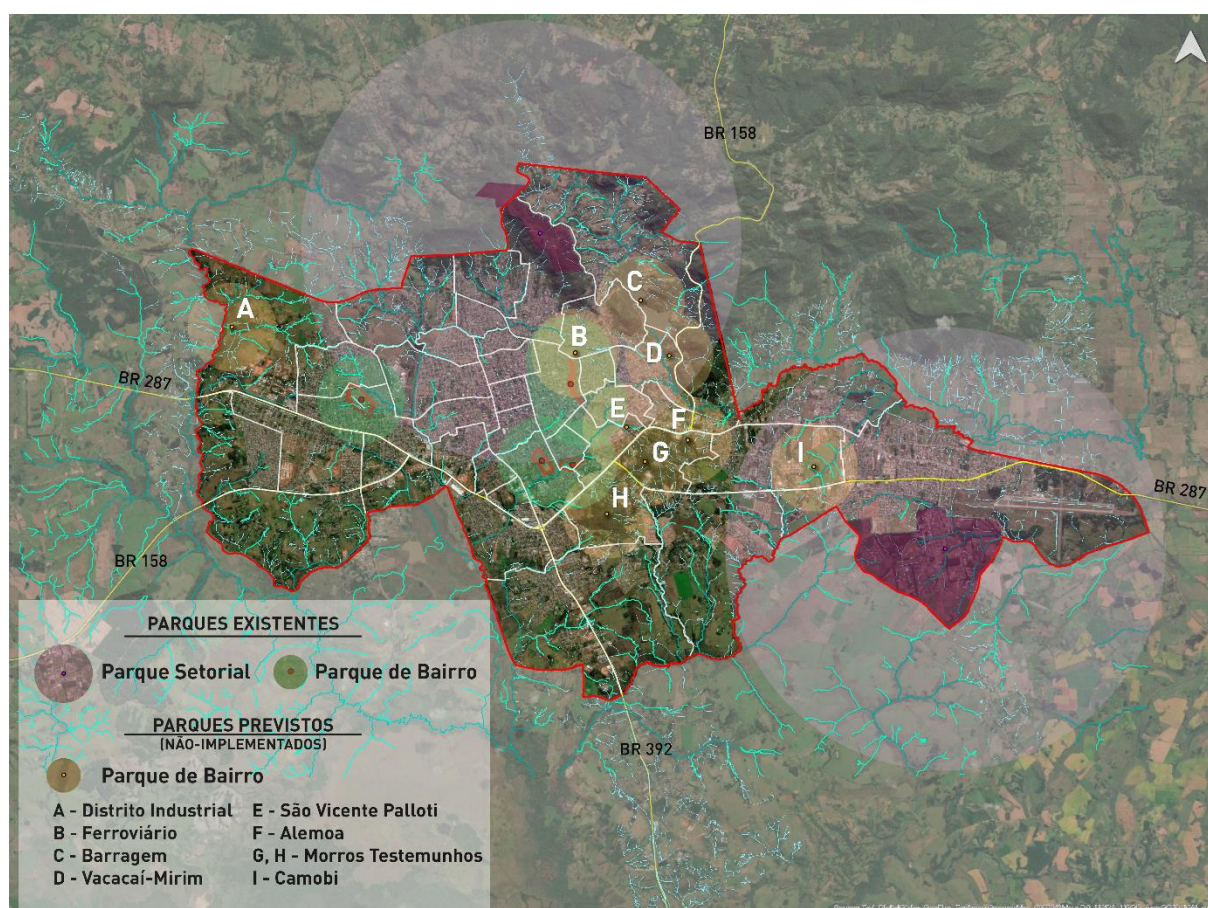 BR 158
C
A
B
D
BR 287
E
F
G
I
H
BR 287
BR 158
PARQUES EXISTENTES
Parque Setorial Parque de Bairro
PARQUES PREVISTOS
(NÃO-IMPLEMENTADOS)
BR 392
Parque de Bairro
A - Distrito Industrial E - São Vicente Palloti
B - Ferroviário F - Alemoa
C - Barragem G, H - Morros Testemunhos
D - Vacacaí-Mirim I - Camobi